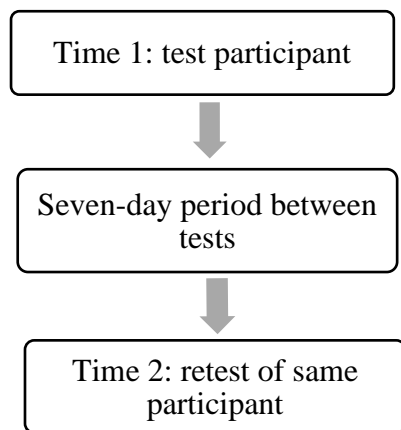 Time 1: test participant
Seven-day period between
tests
Time 2: retest of same
participant